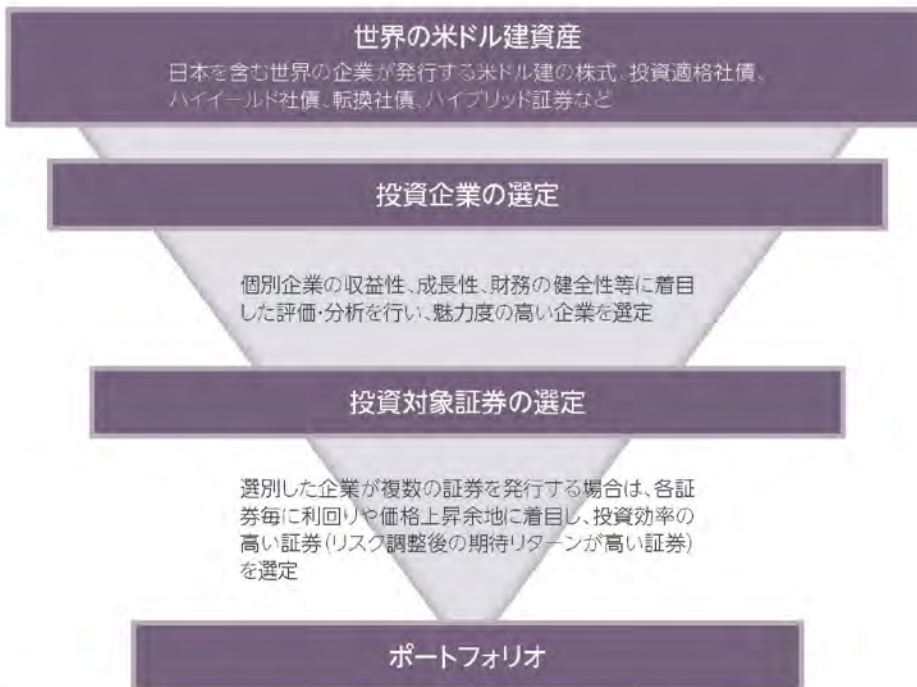 世界の米ドル建資産
日本を含む世界の企業が発行する米ドル建の株式、投資適格社債、
ハイイールド社債、転換社債、ハイブリッド証券など
投資企業の選定
個別企業の収益性、成長性、財務の健全性等に着目
した評価・分析を行い、魅力度の高い企業を選定
投資対象証券の選定
選別した企業が複数の証券を発行する場合は、各証
券毎に利回りや価格上昇余地に着目し、投資効率の
高い証券(リスク調整後の期待リターンが高い証券)
を選定
ポートフォリオ